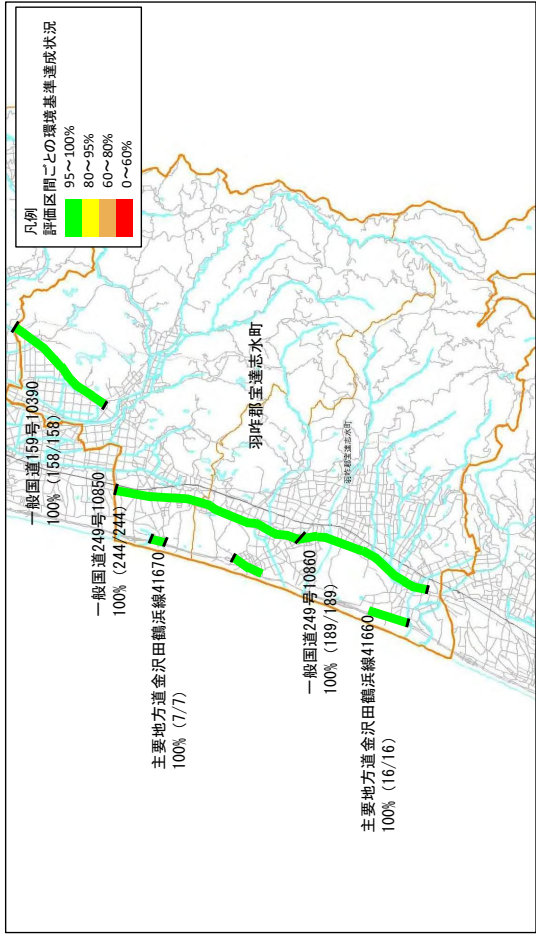 凡例
評価区間ごとの環境基準達成状況
95~100%
80~95%
60~80%
0~60%
一般国道159号10390
100% (158/158)
一般国道249号10850
100% (244/244)
主要地方道金沢田鶴浜線41670
100% (7/7)
羽咋郡宝達志水町
羽咋郡宝達志水町
一般国道249号10860
100% (189/189)
主要地方道金沢田鶴浜線41660
100% (16/16)